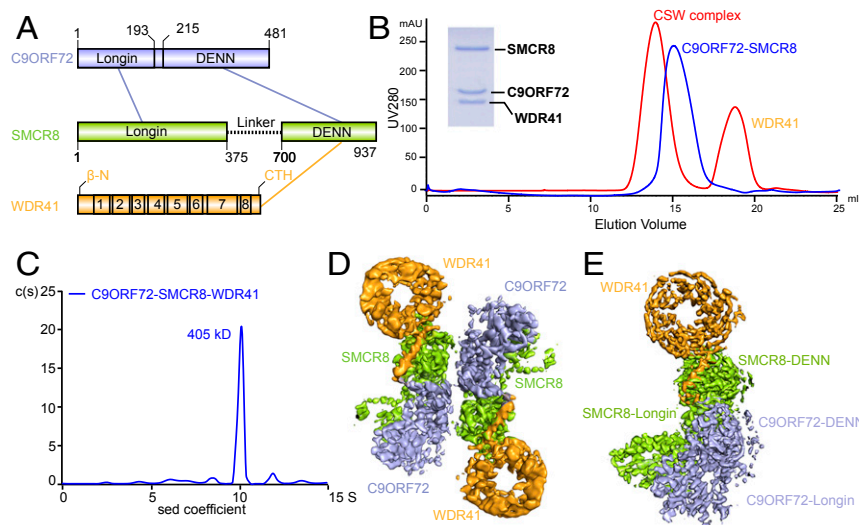 A
1
193
215
481
C9ORF72
Longin
DENN
SMCR8
Longin
Linker
DENN
1
375
700
937
β-N
CTH
WDR41
1 2 3 4 5 6 7 8
B
mAU
CSW complex
C9ORF72-SMCR8
WDR41
SMCR8
C9ORF72
WDR41
UV280
250
200
150
100
50
0
0 5 10 15 20 25 ml
Elution Volume
C
c(s)
C9ORF72-SMCR8-WDR41
405 kD
25
20
15
10
5
0
0 5 10 15 S
sed coefficient
D
WDR41
C9ORF72
SMCR8
SMCR8
C9ORF72
WDR41
E
WDR41
SMCR8-DENN
SMCR8-Longin
C9ORF72-DENN
C9ORF72-Longin